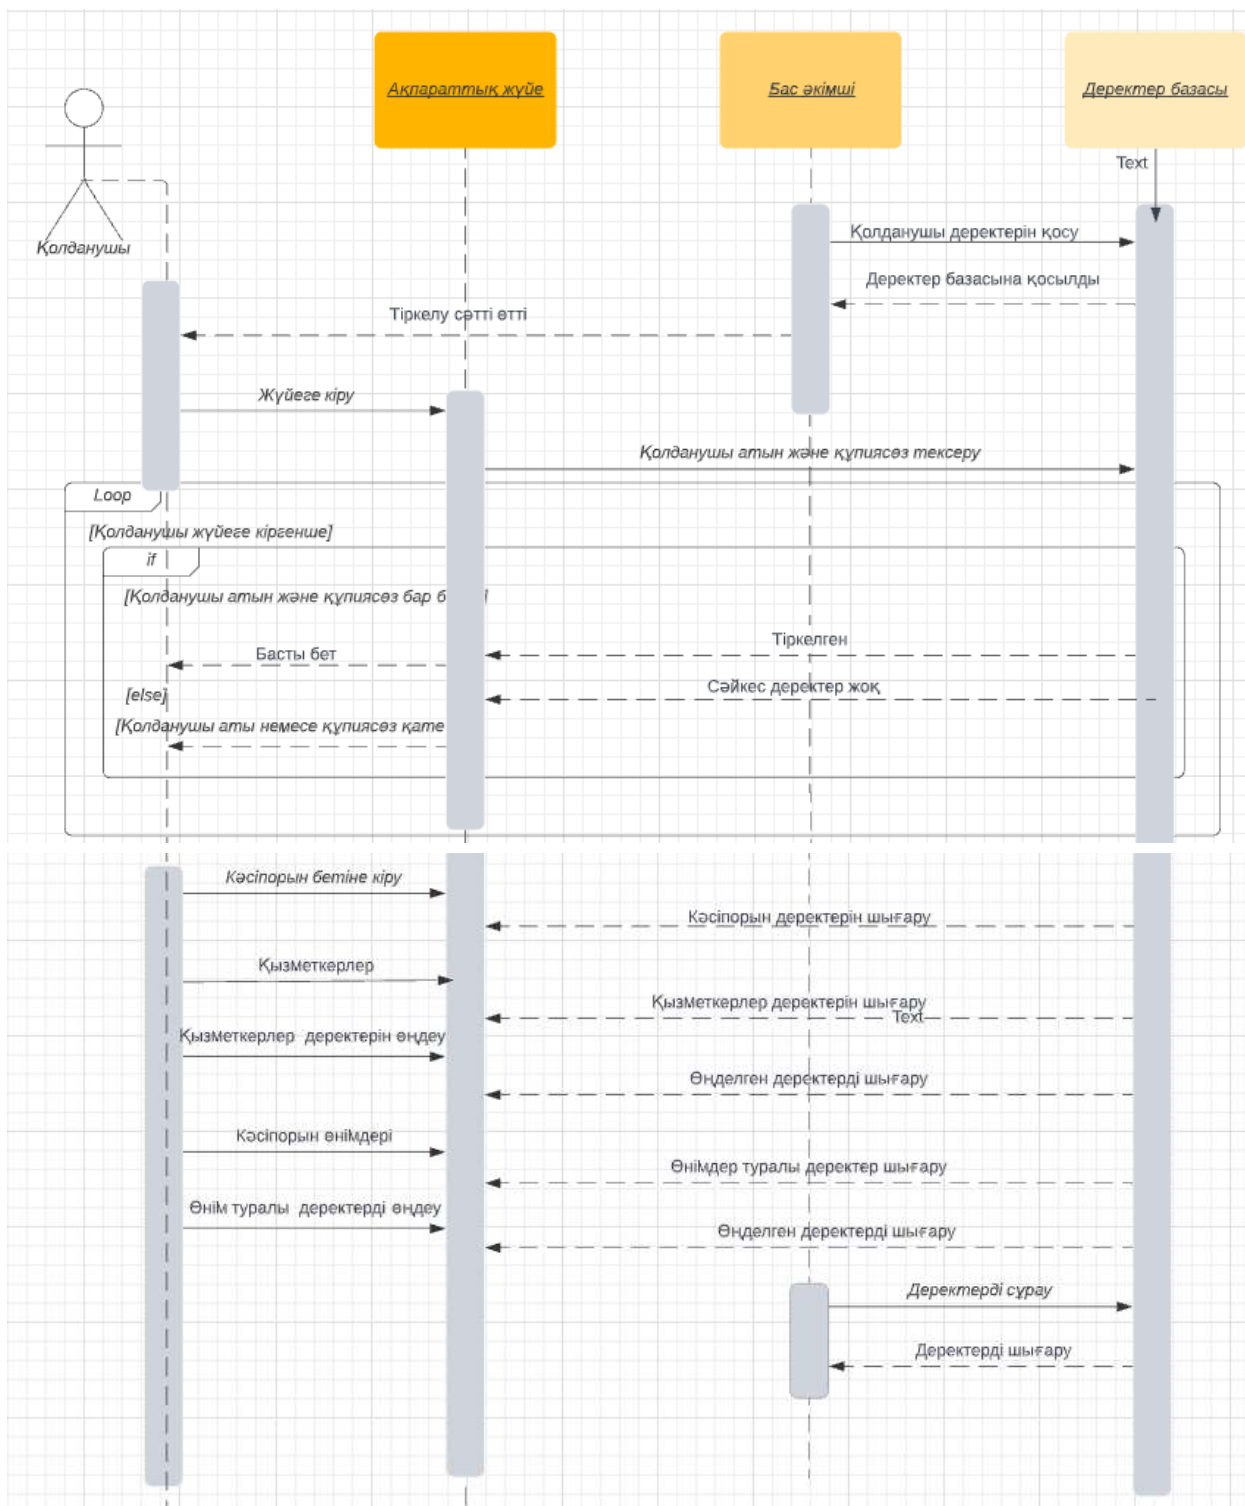 Ақпараттық жүйе
Бас әкімші
Деректер базасы
Text
Қолданушы
Қолданушы деректерін қосу
Деректер базасына қосылды
Тіркелу сәтті өтті
Жүйеге кіру
Қолданушы атын және құпиясөз тексеру
Loop
[Қолданушы жүйеге кіргенше]
if
[Қолданушы атын және құпиясөз бар
Тіркелген
Басты бет
Сәйкес деректер жоқ
[else]
[Қолданушы аты немесе құпиясөз қате
Кәсіпорын бетіне кіру
Кәсіпорын деректерін шығару
Қызметкерлер
Қызметкерлер деректерін шығару
Text
Қызметкерлер деректерін өңдеу
Өңделген деректерді шығару
Кәсіпорын өнімдері
Өнімдер туралы деректер шығару
Өнім туралы деректерді өңдеу
Өңделген деректерді шығару
Деректерді сұрау
Деректерді шығару